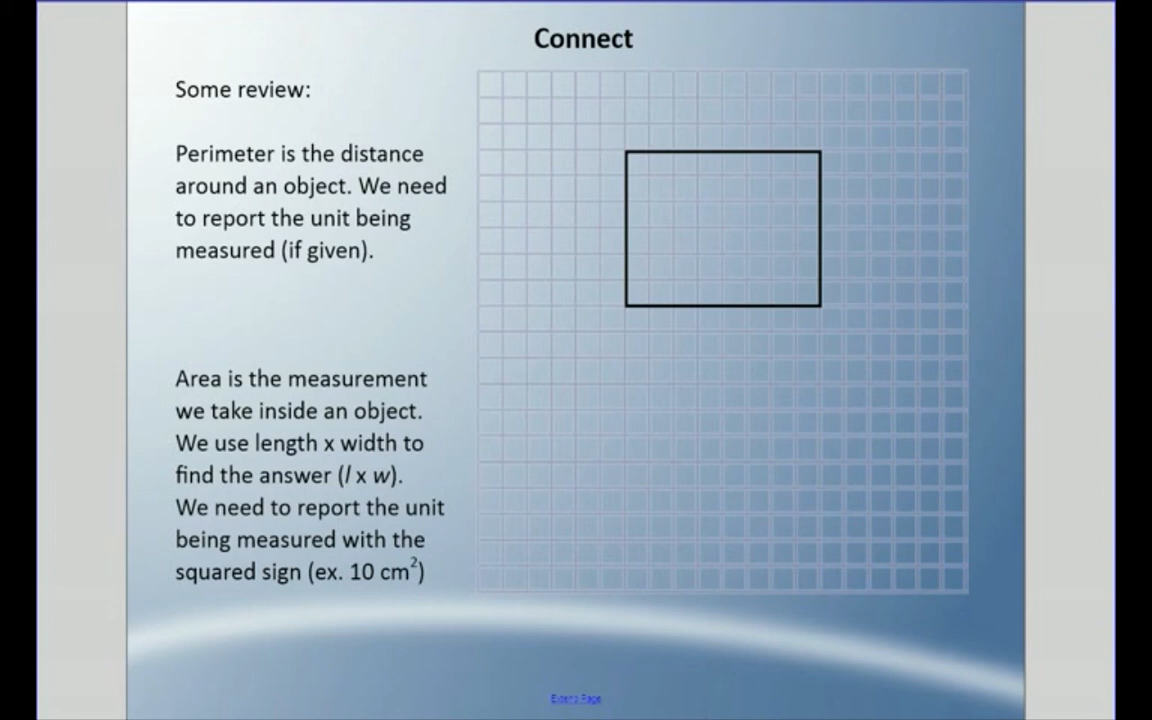 Connect
Some review:
Perimeter is the distance
around an object. We need
to report the unit being
measured (if given).
Area is the measurement
we take inside an object.
We use length x width to
find the answer (l x w).
We need to report the unit
being measured with the
squared sign (ex. 10 cm²)
Extend Page